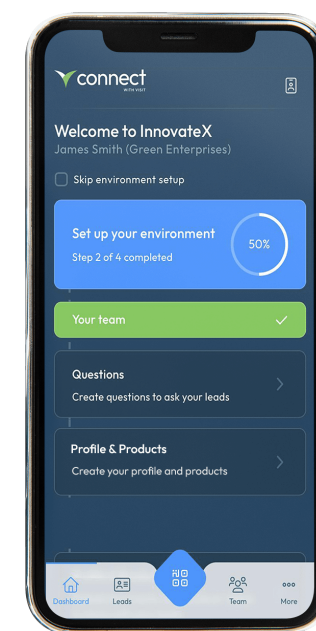 connect
WITH VISIT
Welcome to InnovateX
James Smith (Green Enterprises)
Skip environment setup
Set up your environment
Step 2 of 4 completed
50%
Your team
Questions
Create questions to ask your leads
Profile & Products
Create your profile and products
Dashboard
Leads
Team
More